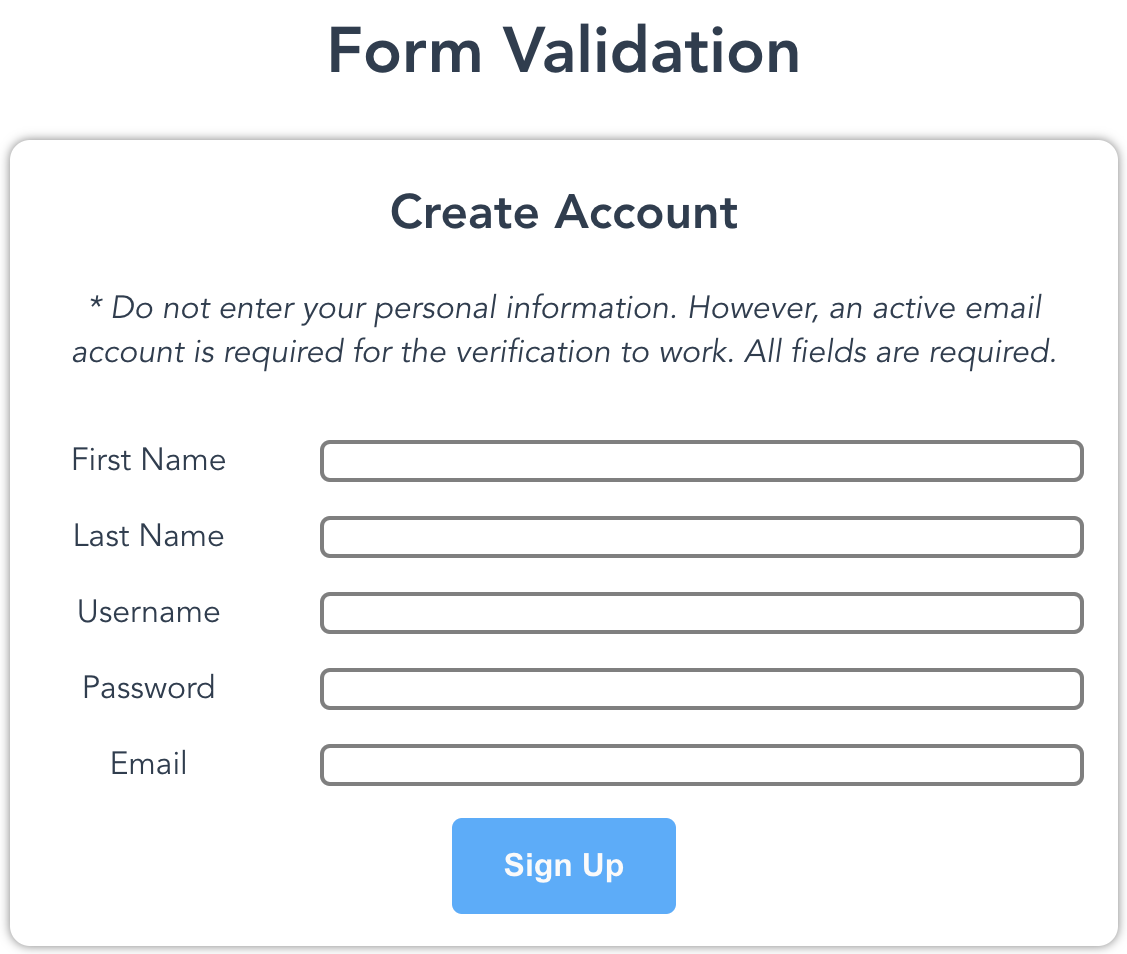 Form Validation
Create Account
* Do not enter your personal information. However, an active email
account is required for the verification to work. All fields are required.
First Name
Last Name
Username
Password
Email
Sign Up